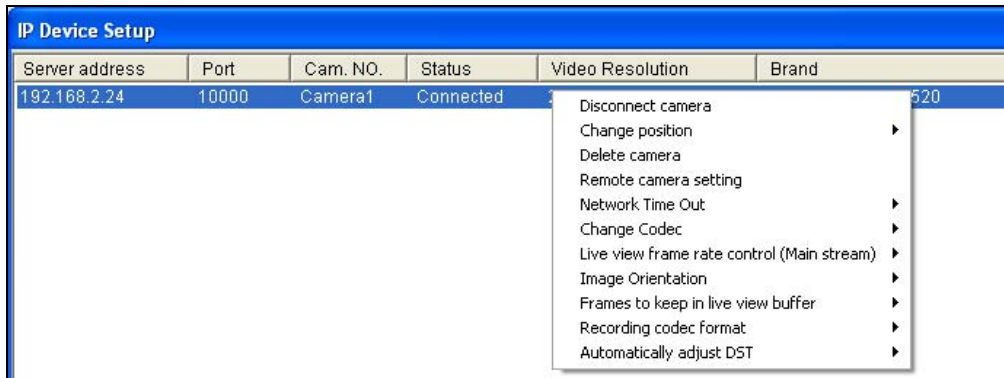 IP Device Setup
Server address Port Cam. NO. Status Video Resolution Brand
192.168.2.24 10000 Camera1 Connected 520
Disconnect camera
Change position
Delete camera
Remote camera setting
Network Time Out
Change Codec
Live view frame rate control (Main stream)
Image Orientation
Frames to keep in live view buffer
Recording codec format
Automatically adjust DST